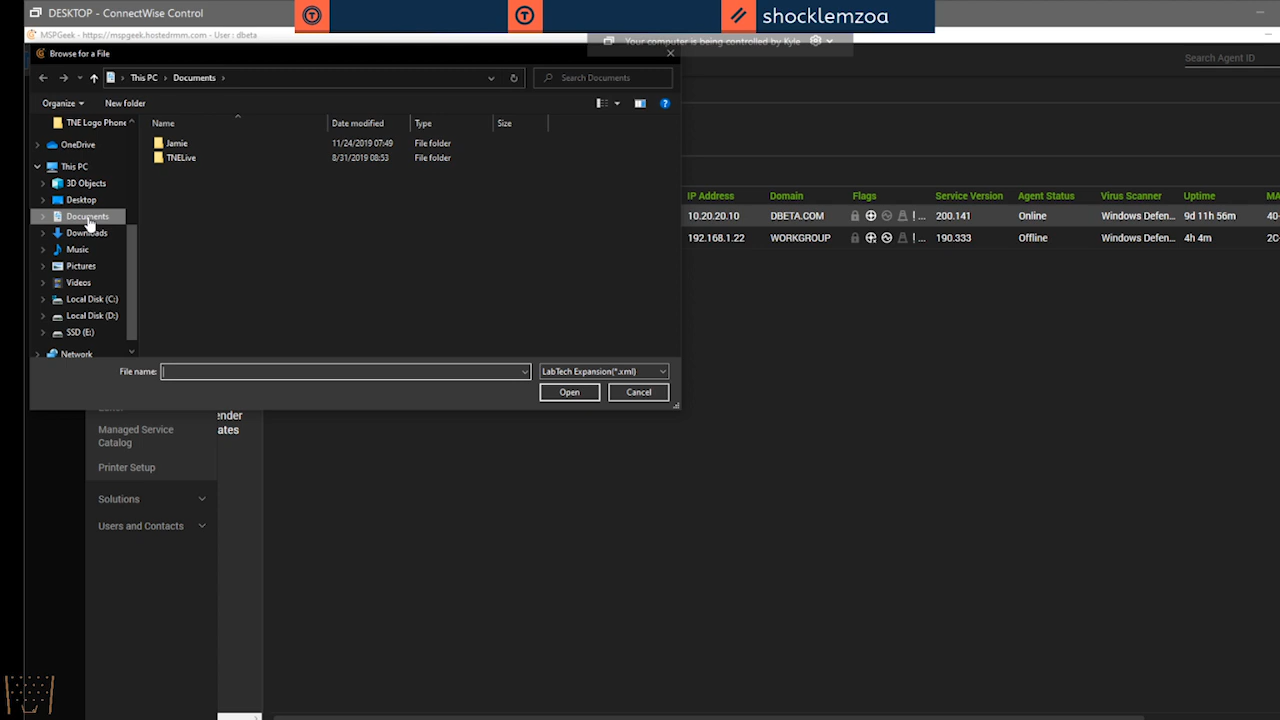 DESKTOP - ConnectWise Control
shocklemzoa
MSPGeek - https://mspgeek.hostedrmm.com - User : dbeta
Your computer is being controlled by Kyle
Browse for a File
Search Agent ID
This PC > Documents >
Search Documents
Organize
New folder
Name Date modified Type Size
TNE Logo Phone
Jamie 11/24/2019 07:49 File folder
TNELive 8/31/2019 08:53 File folder
OneDrive
This PC
3D Objects
Desktop
Documents
Downloads
Music
Pictures
Videos
Local Disk (C:)
Local Disk (D:)
SSD (E:)
Network
File name:
LabTech Expansion(*.xml)
Open Cancel
IP Address Domain Flags Service Version Agent Status Virus Scanner Uptime MA
10.20.20.10 DBETA.COM ! ... 200.141 Online Windows Defen... 9d 11h 56m 40-
192.168.1.22 WORKGROUP ! ... 190.333 Offline Windows Defen... 4h 4m 2C-
ender
ates
Managed Service
Catalog
Printer Setup
Solutions
Users and Contacts